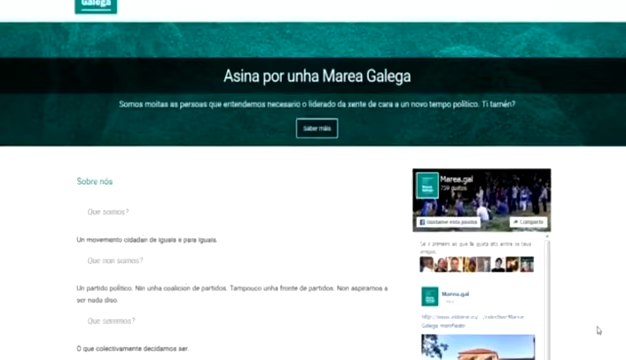 Galega
Asina por unha Marea Galega
Somos moitas as persoas que entendemos necesario o liderado da xente de cara a un novo tempo político. Ti tamén?
Saber máis
Sobre nós
Que somos?
Un movemento cidadán de iguais e para iguais.
Que non somos?
Un partido político. Nin unha coalición de partidos. Tampouco unha fronte de partidos. Non aspiramos a
ser nada diso.
Que seremos?
O que colectivamente decidamos ser.
Marea.gal
Compartir
Marea.gal